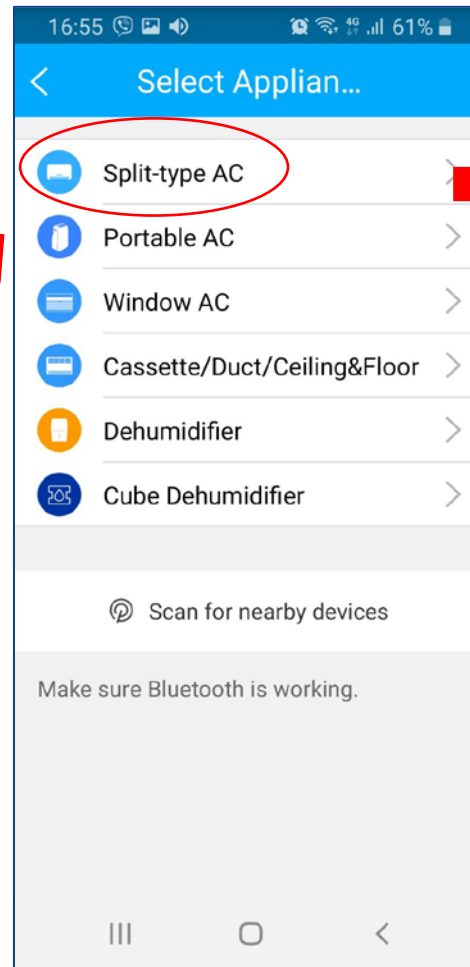 16:55 4G 61%
Select Applian...
Split-type AC
Portable AC
Window AC
Cassette/Duct/Ceiling&Floor
Dehumidifier
Cube Dehumidifier
Scan for nearby devices
Make sure Bluetooth is working.